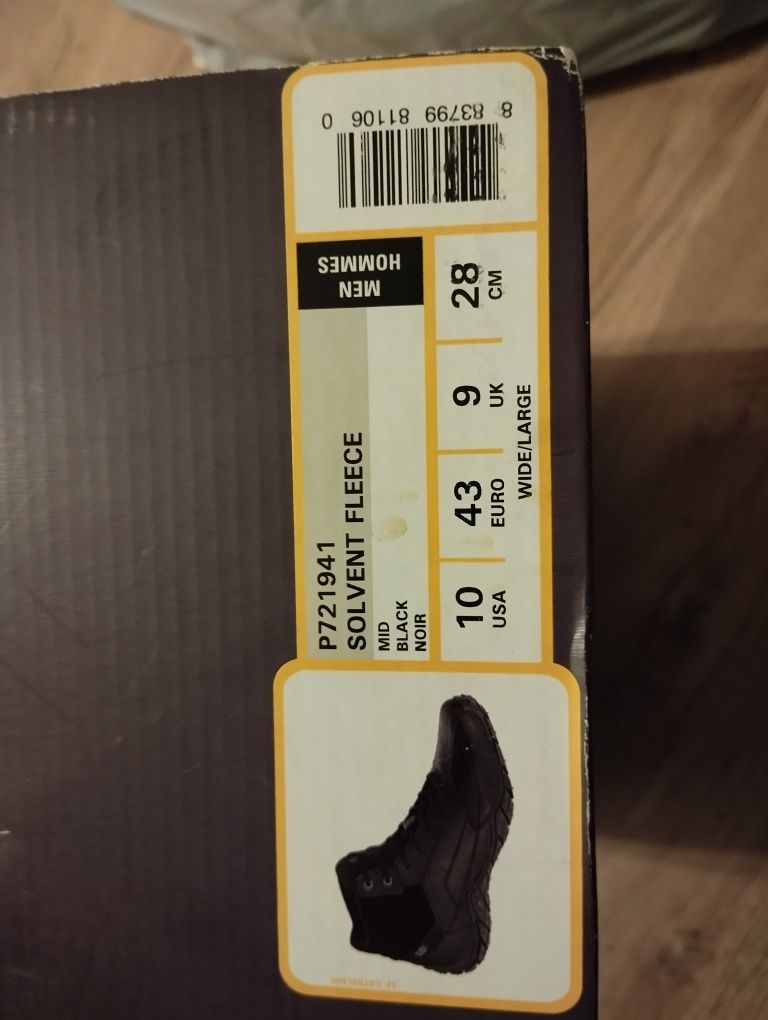 P721941
SOLVENT FLEECE
MID
BLACK
NOIR
MEN
HOMMES
10
USA
43
EURO
9
UK
28
CM
WIDE/LARGE
8 83799 81106 0